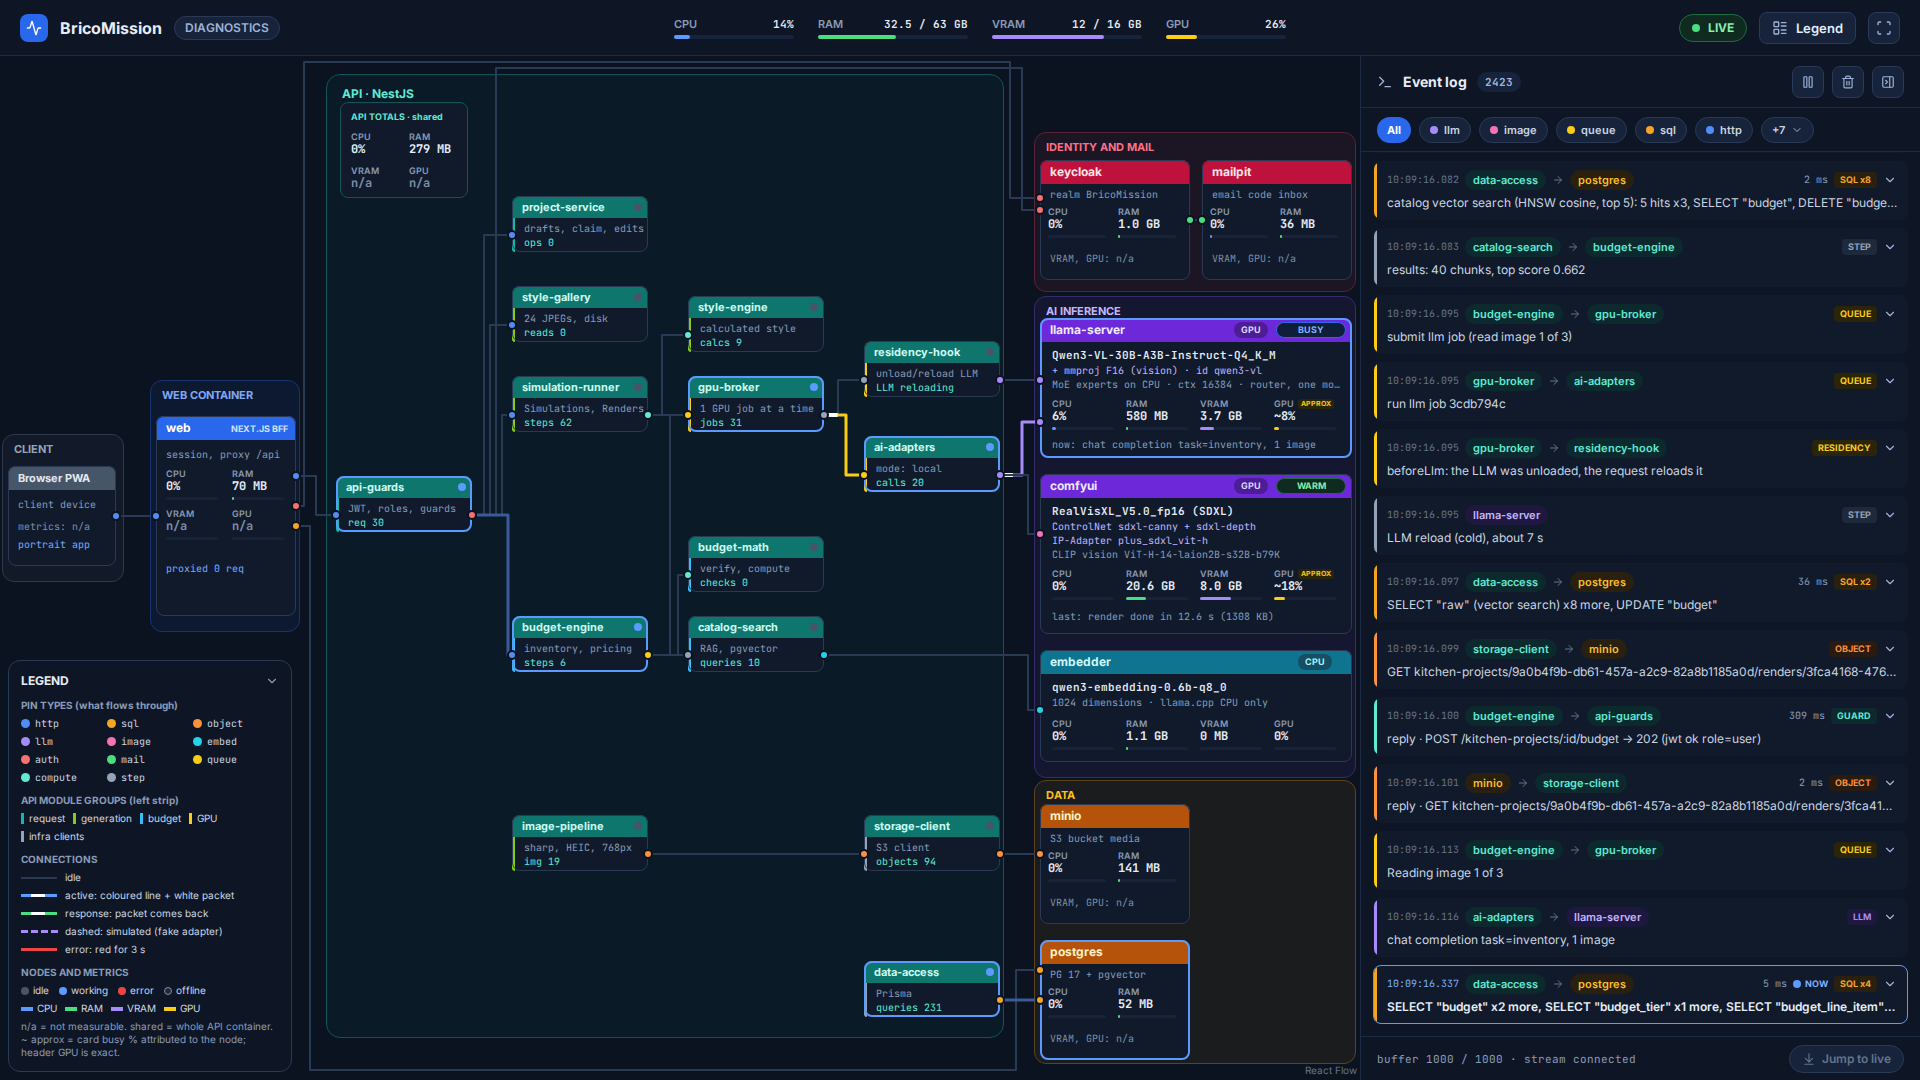 BricoMission
DIAGNOSTICS
CPU 14%
RAM 32.5 / 63 GB
VRAM 12 / 16 GB
GPU 26%
LIVE
Legend
CLIENT
Browser PWA
client device
metrics: n/a
portrait app
WEB CONTAINER
web NEXT.JS BFF
session, proxy /api
CPU RAM
0% 70 MB
VRAM GPU
n/a n/a
proxied 0 req
API · NestJS
API TOTALS · shared
CPU RAM
0% 279 MB
VRAM GPU
n/a n/a
api-guards
JWT, roles, guards
req 30
project-service
drafts, claim, edits
ops 0
style-gallery
24 JPEGs, disk
reads 0
simulation-runner
Simulations, Renders
steps 62
budget-engine
inventory, pricing
steps 6
image-pipeline
sharp, HEIC, 768px
img 19
style-engine
calculated style
calcs 9
gpu-broker
1 GPU job at a time
jobs 31
budget-math
verify, compute
checks 0
catalog-search
RAG, pgvector
queries 10
residency-hook
unload/reload LLM
LLM reloading
ai-adapters
mode: local
calls 20
storage-client
S3 client
objects 94
data-access
Prisma
queries 231
IDENTITY AND MAIL
keycloak
realm BricoMission
CPU RAM
0% 1.0 GB
VRAM, GPU: n/a
mailpit
email code inbox
CPU RAM
0% 36 MB
VRAM, GPU: n/a
AI INFERENCE
llama-server GPU BUSY
Qwen3-VL-30B-A3B-Instruct-Q4_K_M
+ mmproj F16 (vision) · id qwen3-vl
MoE experts on CPU · ctx 16384 · router, one mo…
CPU RAM VRAM GPU APPROX
6% 580 MB 3.7 GB ~8%
now: chat completion task=inventory, 1 image
comfyui GPU WARM
RealVisXL_V5.0_fp16 (SDXL)
ControlNet sdxl-canny + sdxl-depth
IP-Adapter plus_sdxl_vit-h
CLIP vision ViT-H-14-laion2B-s32B-b79K
CPU RAM VRAM GPU APPROX
0% 20.6 GB 8.0 GB ~18%
last: render done in 12.6 s (1308 KB)
embedder CPU
qwen3-embedding-0.6b-q8_0
1024 dimensions · llama.cpp CPU only
CPU RAM VRAM GPU
0% 1.1 GB 0 MB 0%
DATA
minio
S3 bucket media
CPU RAM
0% 141 MB
VRAM, GPU: n/a
postgres
PG 17 + pgvector
CPU RAM
0% 52 MB
VRAM, GPU: n/a
React Flow
LEGEND
PIN TYPES (what flows through)
http sql object
llm image embed
auth mail queue
compute step
API MODULE GROUPS (left strip)
request generation budget GPU
infra clients
CONNECTIONS
idle
active: coloured line + white packet
response: packet comes back
dashed: simulated (fake adapter)
error: red for 3 s
NODES AND METRICS
idle working error offline
CPU RAM VRAM GPU
n/a = not measurable. shared = whole API container.
~ approx = card busy % attributed to the node;
header GPU is exact.
Event log 2423
All llm image queue sql http +7
10:09:16.082 data-access → postgres 2 ms SQL x8
catalog vector search (HNSW cosine, top 5): 5 hits x3, SELECT "budget", DELETE "budge…
10:09:16.083 catalog-search → budget-engine STEP
results: 40 chunks, top score 0.662
10:09:16.095 budget-engine → gpu-broker QUEUE
submit llm job (read image 1 of 3)
10:09:16.095 gpu-broker → ai-adapters QUEUE
run llm job 3cdb794c
10:09:16.095 gpu-broker → residency-hook RESIDENCY
beforeLlm: the LLM was unloaded, the request reloads it
10:09:16.095 llama-server STEP
LLM reload (cold), about 7 s
10:09:16.097 data-access → postgres 36 ms SQL x2
SELECT "raw" (vector search) x8 more, UPDATE "budget"
10:09:16.099 storage-client → minio OBJECT
GET kitchen-projects/9a0b4f9b-db61-457a-a2c9-82a8b1185a0d/renders/3fca4168-476…
10:09:16.100 budget-engine → api-guards 309 ms GUARD
reply · POST /kitchen-projects/:id/budget → 202 (jwt ok role=user)
10:09:16.101 minio → storage-client 2 ms OBJECT
reply · GET kitchen-projects/9a0b4f9b-db61-457a-a2c9-82a8b1185a0d/renders/3fca41…
10:09:16.113 budget-engine → gpu-broker QUEUE
Reading image 1 of 3
10:09:16.116 ai-adapters → llama-server LLM
chat completion task=inventory, 1 image
10:09:16.337 data-access → postgres 5 ms NOW SQL x4
SELECT "budget" x2 more, SELECT "budget_tier" x1 more, SELECT "budget_line_item"…
buffer 1000 / 1000 · stream connected
Jump to live